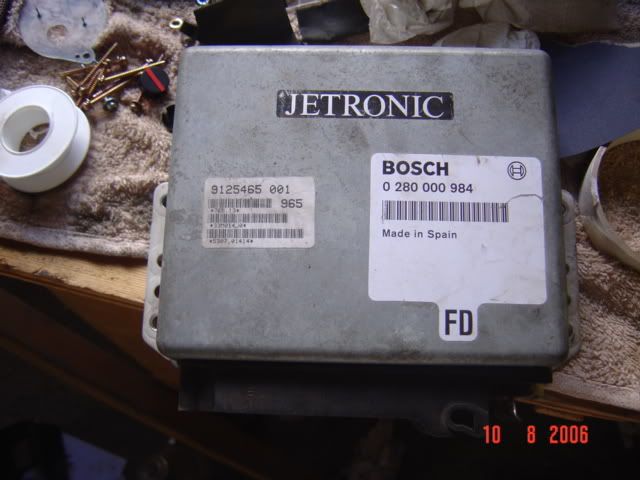 JETRONIC
9125465 001
965
BOSCH
0 280 000 984
Made in Spain
FD
10 8 2006